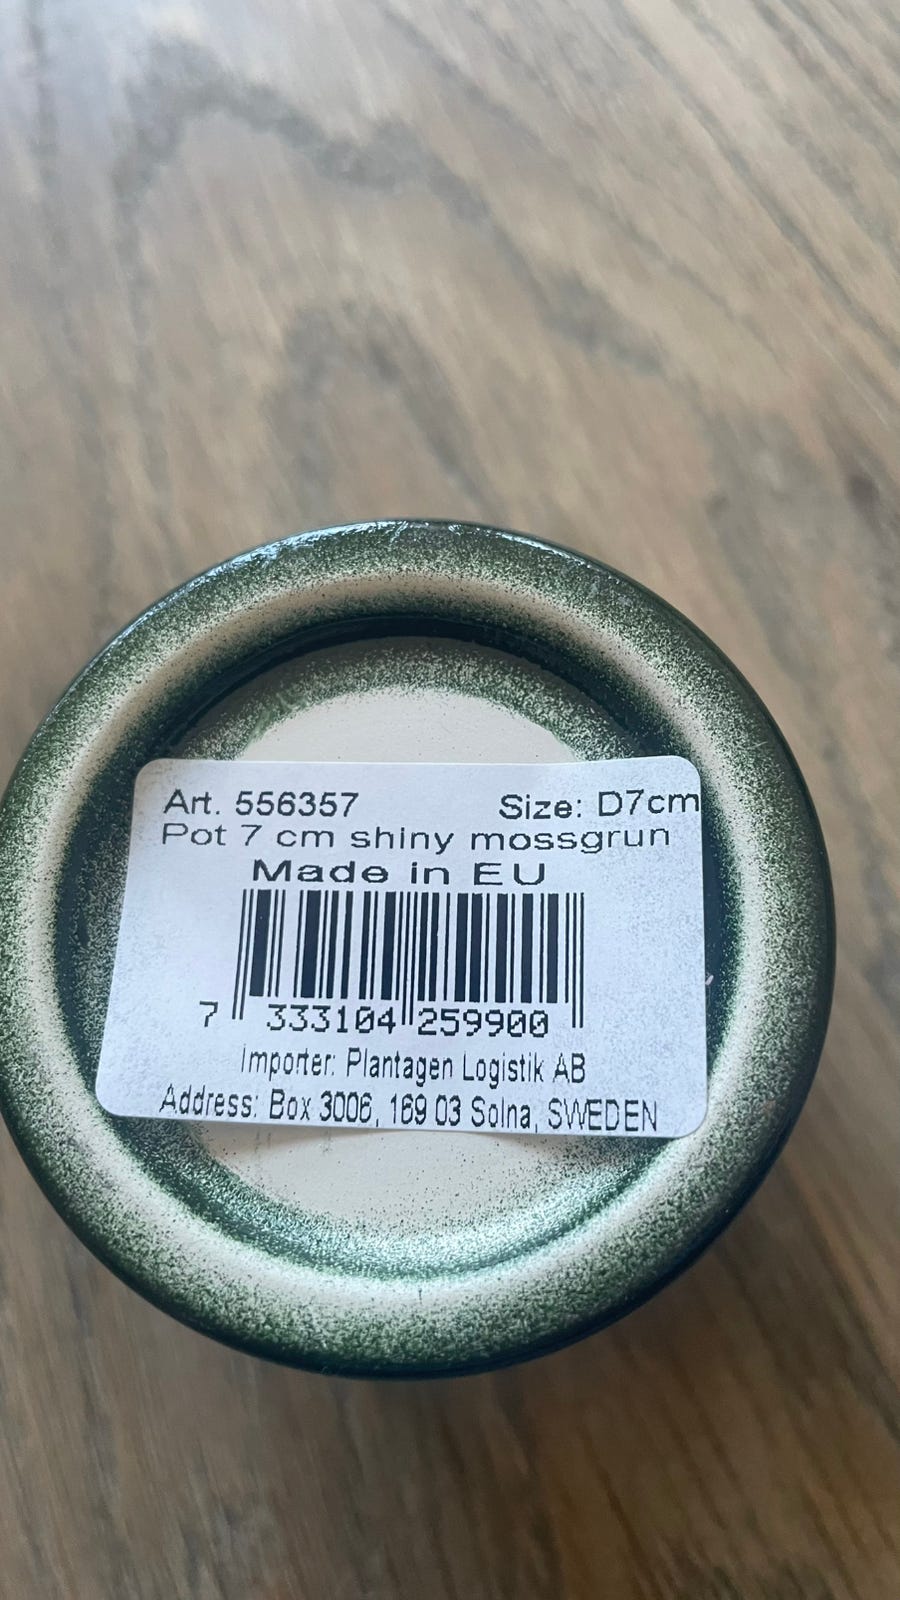 Art. 556357 Size: D7cm
Pot 7 cm shiny mossgrun
Made in EU
7 333104 259900
Importer: Plantagen Logistik AB
Address: Box 3006, 169 03 Solna, SWEDEN